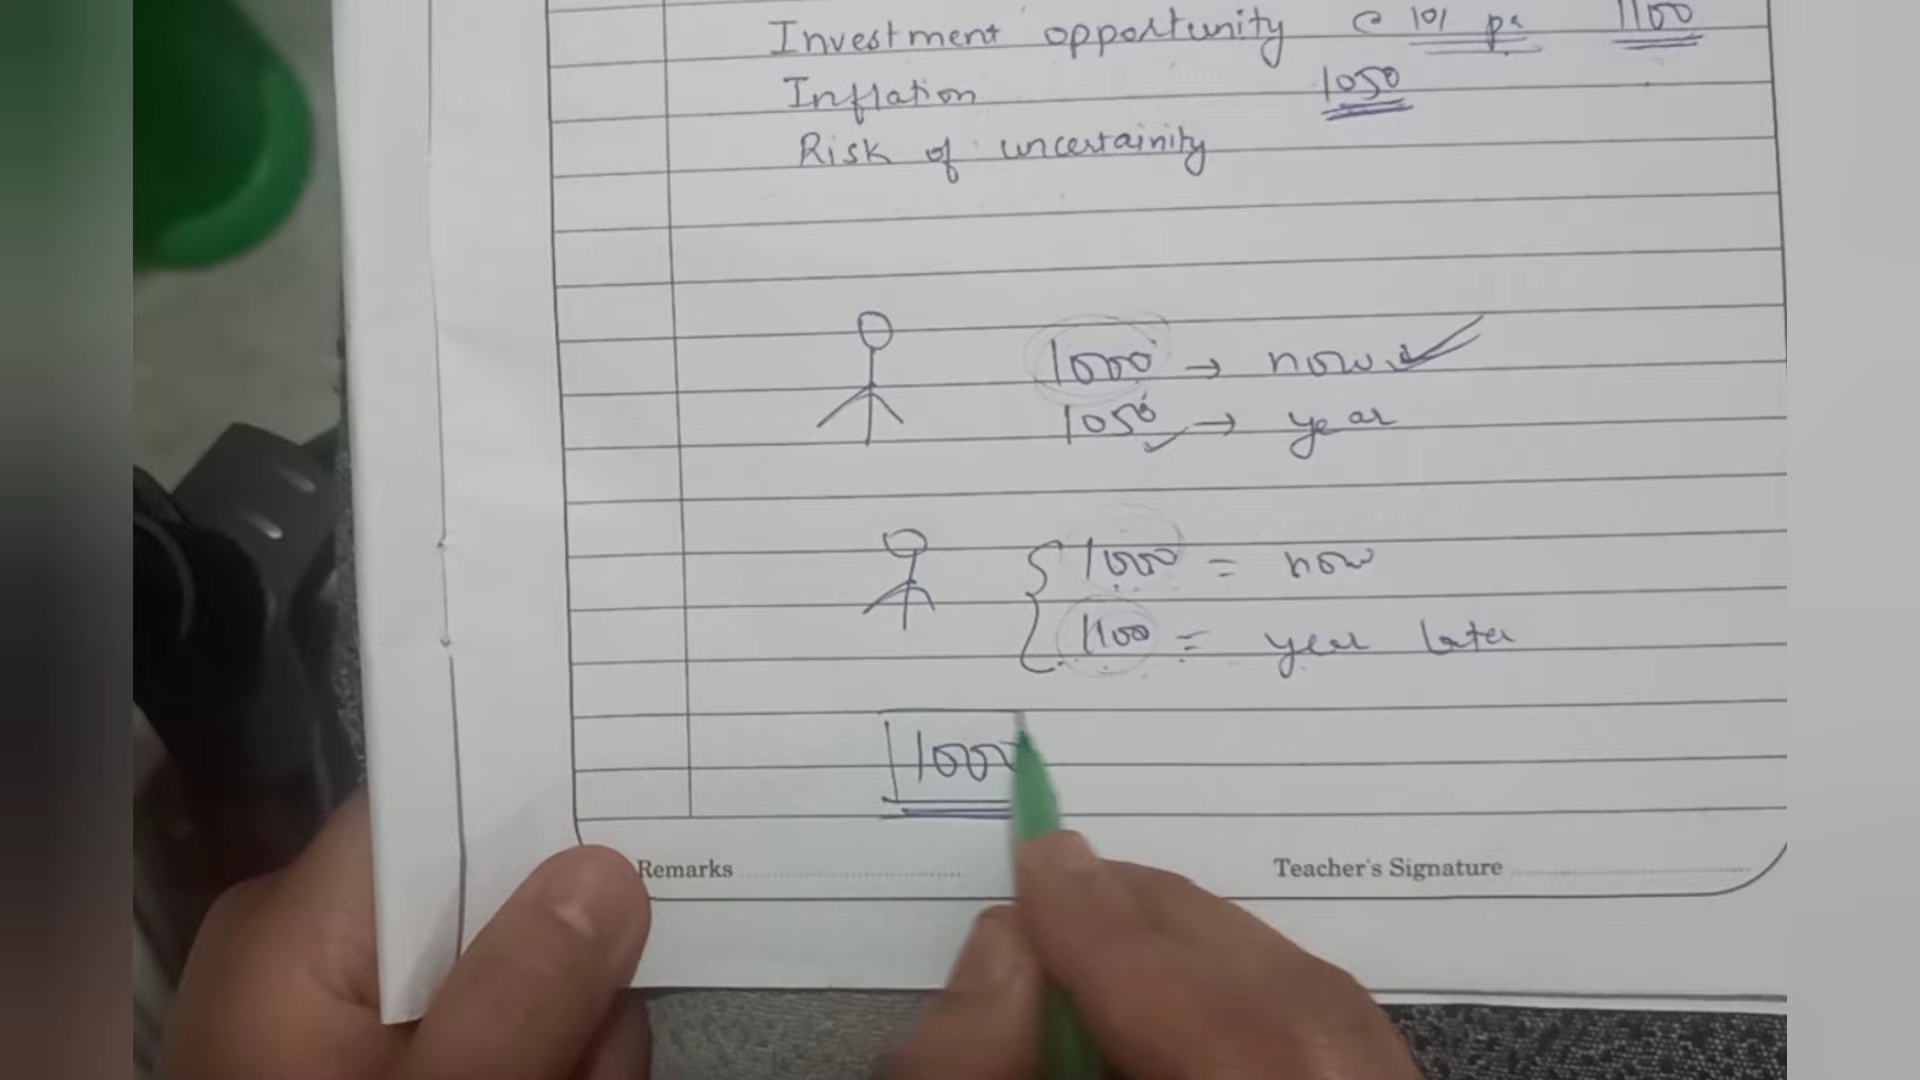 Investment opportunity @ 10% pa 1100
Inflation 1050
Risk of uncertainity
1000 → now ✓
1050 → year
1000 = now
1100 = year later
1000
Remarks
Teacher's Signature